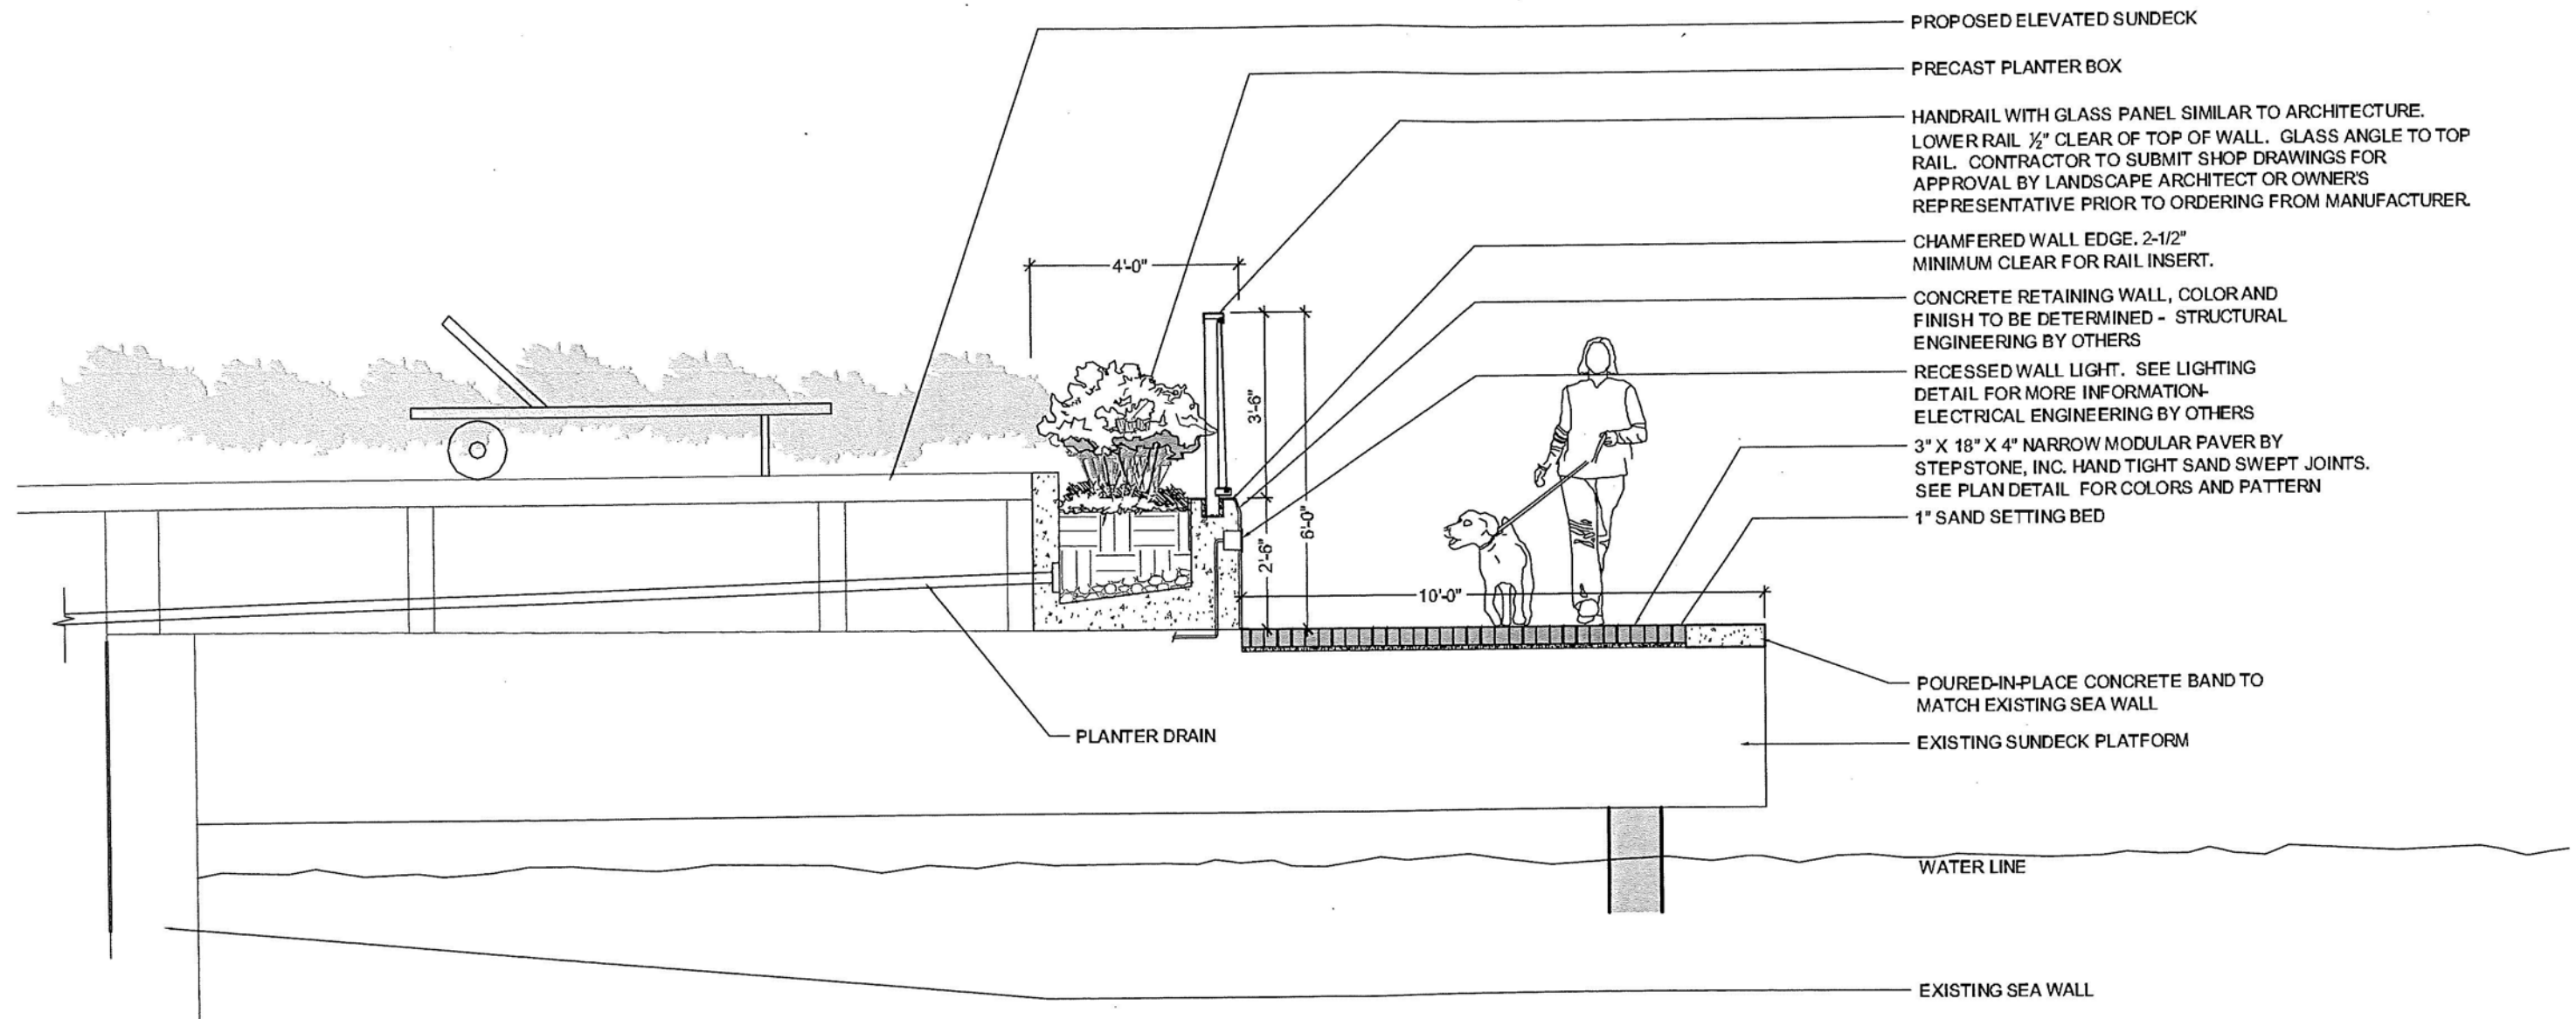 PROPOSED ELEVATED SUNDECK
PRECAST PLANTER BOX
HANDRAIL WITH GLASS PANEL SIMILAR TO ARCHITECTURE.
LOWER RAIL ½" CLEAR OF TOP OF WALL. GLASS ANGLE TO TOP
RAIL. CONTRACTOR TO SUBMIT SHOP DRAWINGS FOR
APPROVAL BY LANDSCAPE ARCHITECT OR OWNER'S
REPRESENTATIVE PRIOR TO ORDERING FROM MANUFACTURER.
CHAMFERED WALL EDGE. 2-1/2"
MINIMUM CLEAR FOR RAIL INSERT.
4'-0"
CONCRETE RETAINING WALL, COLOR AND
FINISH TO BE DETERMINED - STRUCTURAL
ENGINEERING BY OTHERS
RECESSED WALL LIGHT. SEE LIGHTING
DETAIL FOR MORE INFORMATION-
ELECTRICAL ENGINEERING BY OTHERS
3'-6"
3" X 18" X 4" NARROW MODULAR PAVER BY
STEPSTONE, INC. HAND TIGHT SAND SWEPT JOINTS.
SEE PLAN DETAIL FOR COLORS AND PATTERN
1" SAND SETTING BED
6'-0"
2'-6"
10'-0"
POURED-IN-PLACE CONCRETE BAND TO
MATCH EXISTING SEA WALL
PLANTER DRAIN
EXISTING SUNDECK PLATFORM
WATER LINE
EXISTING SEA WALL